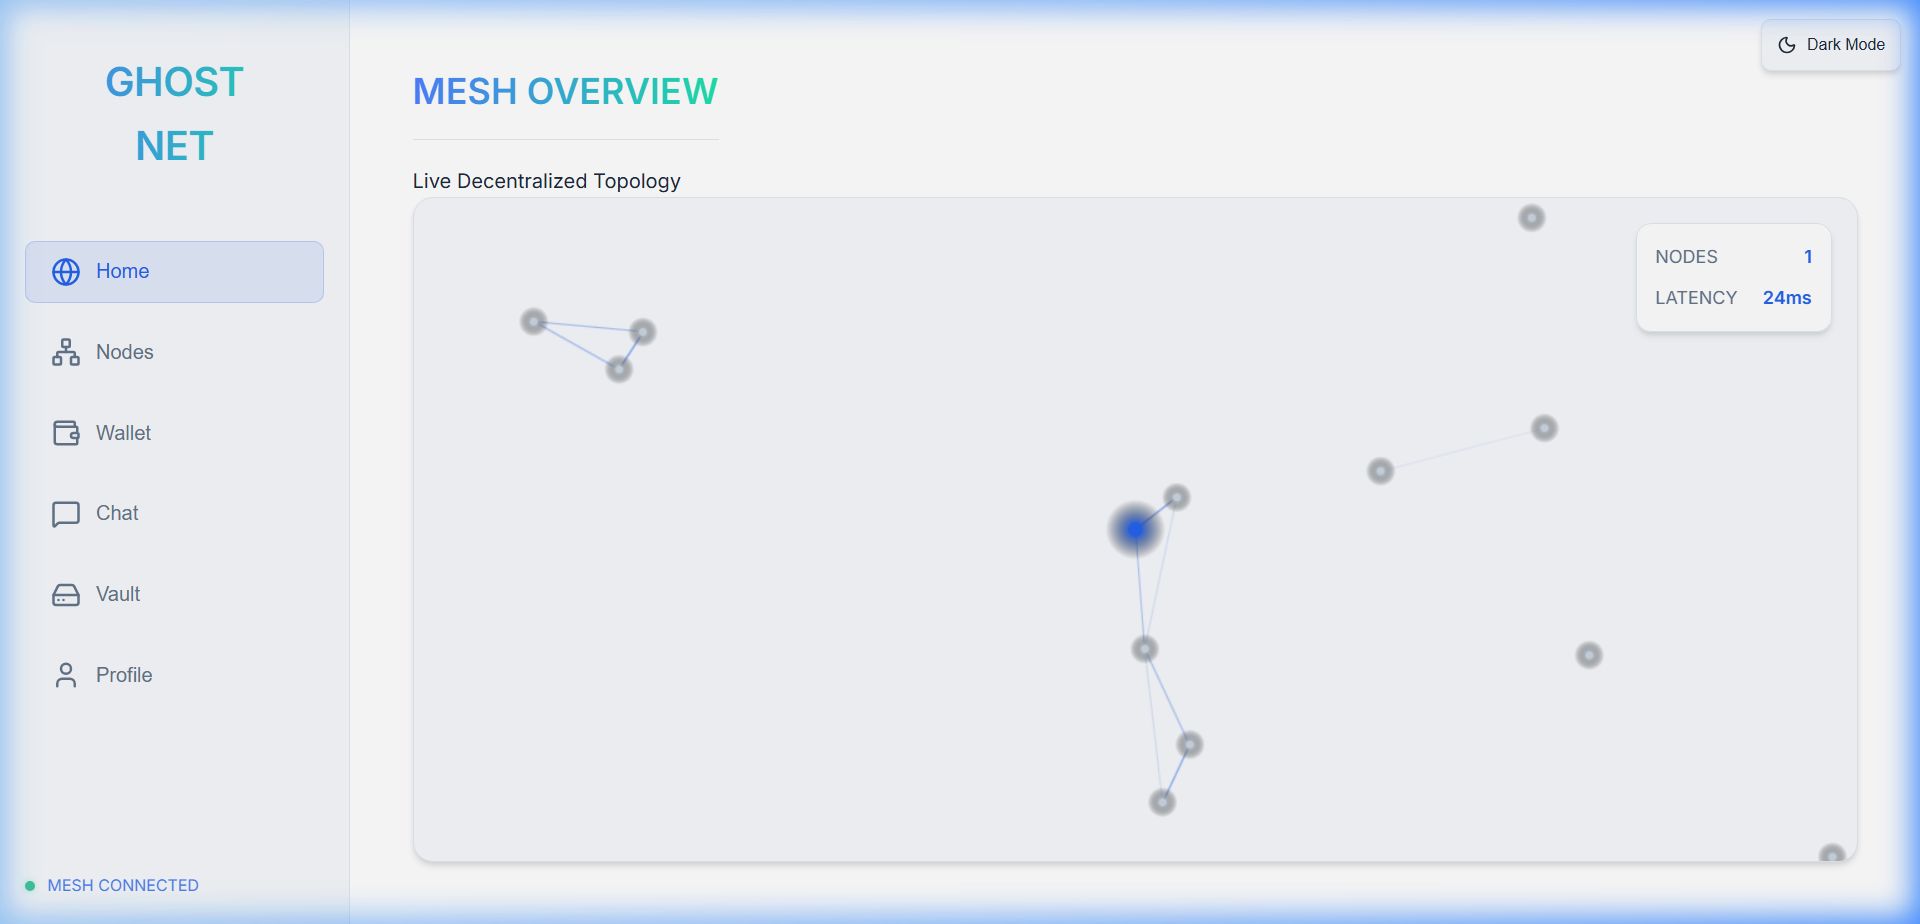 GHOST
NET
Home
Nodes
Wallet
Chat
Vault
Profile
MESH CONNECTED
Dark Mode
MESH OVERVIEW
Live Decentralized Topology
NODES 1
LATENCY 24ms